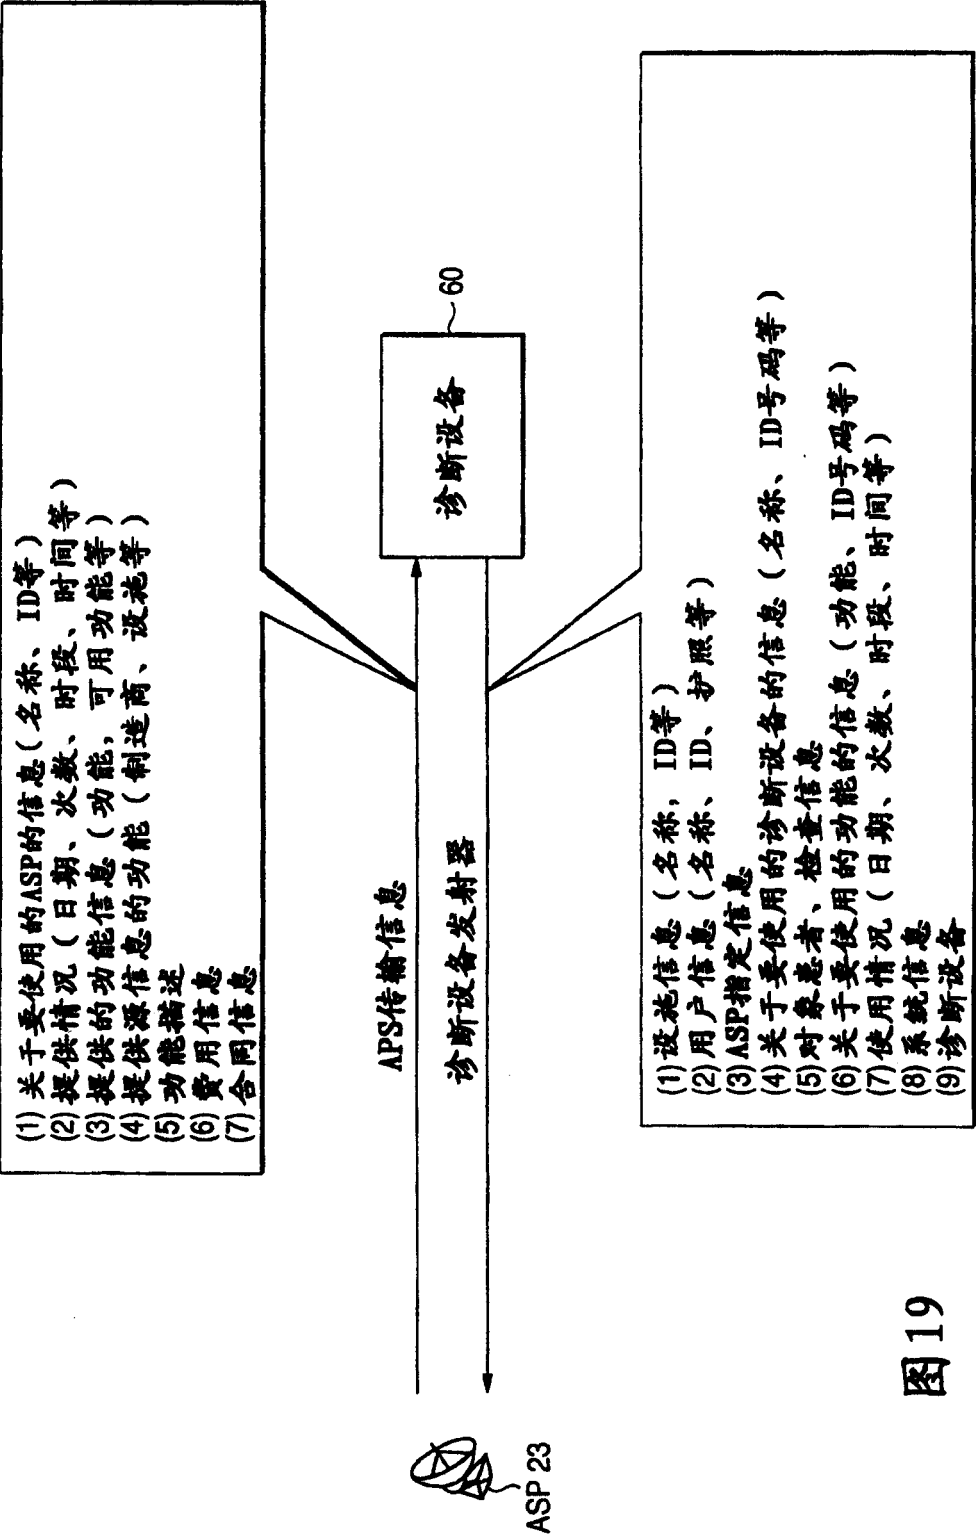 (1) 关于要使用的ASP的信息(名称、ID等)
(2) 提供情况(日期、次数、时段、时间等)
(3) 提供的功能信息(功能,可用功能等)
(4) 提供源信息的功能(制造商、设施等)
(5) 功能描述
(6) 费用信息
(7) 合同信息
APS传输信息
诊断设备发射器
诊断设备
60
ASP 23
(1) 设施信息(名称,ID等)
(2) 用户信息(名称、ID、护照等)
(3) ASP指定信息
(4) 关于要使用的诊断设备的信息(名称、ID号码等)
(5) 对象患者、检查信息
(6) 关于要使用的功能的信息(功能、ID号码等)
(7) 使用情况(日期、次数、时段、时间等)
(8) 系统信息
(9) 诊断设备
图19